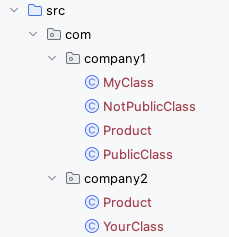 src
com
company1
MyClass
NotPublicClass
Product
PublicClass
company2
Product
YourClass